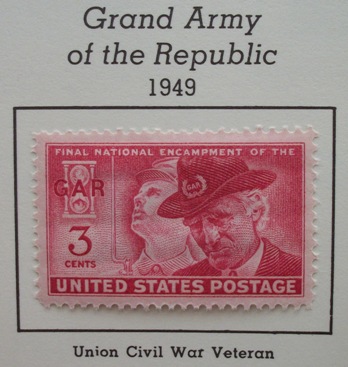 Grand Army
of the Republic
1949
FINAL NATIONAL ENCAMPMENT OF THE
GAR
3
CENTS
UNITED STATES POSTAGE
Union Civil War Veteran